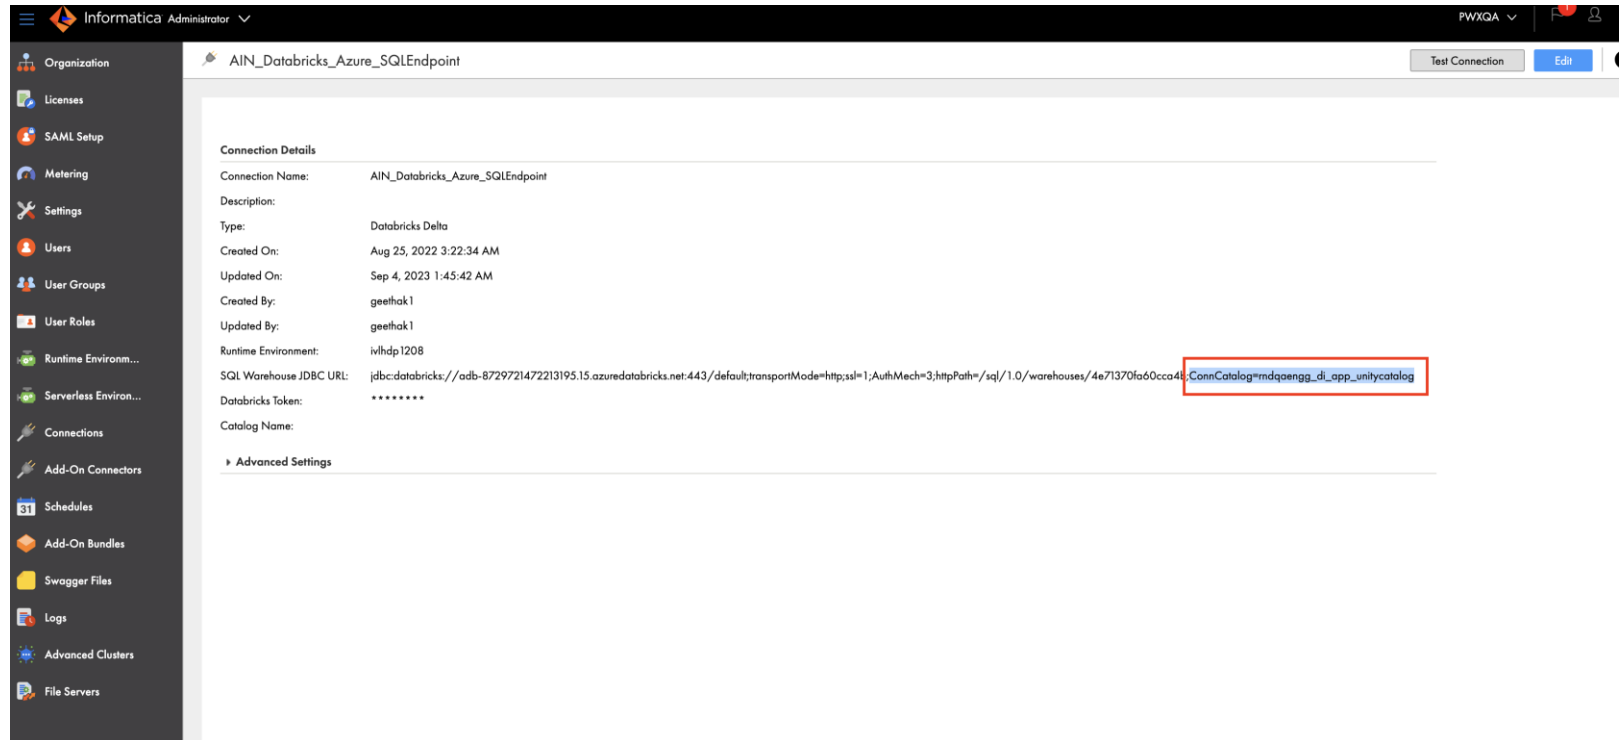 Informatica Administrator
PWXQA
1
Organization
Licenses
SAML Setup
Metering
Settings
Users
User Groups
User Roles
Runtime Environm...
Serverless Environ...
Connections
Add-On Connectors
31 Schedules
Add-On Bundles
Swagger Files
Logs
Advanced Clusters
File Servers
AIN_Databricks_Azure_SQLEndpoint
Test Connection
Edit
Connection Details
Connection Name: AIN_Databricks_Azure_SQLEndpoint
Description:
Type: Databricks Delta
Created On: Aug 25, 2022 3:22:34 AM
Updated On: Sep 4, 2023 1:45:42 AM
Created By: geethak1
Updated By: geethak1
Runtime Environment: ivlhdp1208
SQL Warehouse JDBC URL: jdbc:databricks://adb-8729721472213195.15.azuredatabricks.net:443/default;transportMode=http;ssl=1;AuthMech=3;httpPath=/sql/1.0/warehouses/4e71370fa60cca4b;ConnCatalog=rndqaengg_di_app_unitycatalog
Databricks Token: ********
Catalog Name:
Advanced Settings